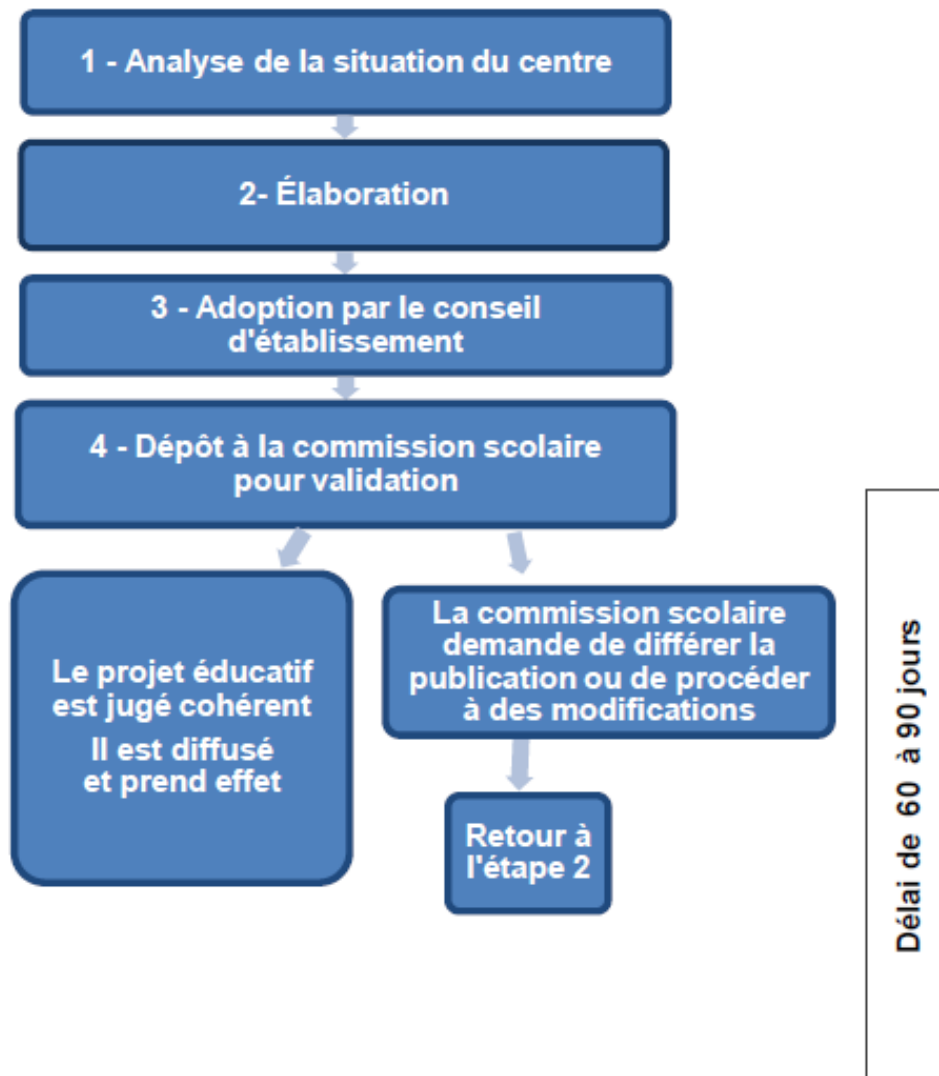 1 - Analyse de la situation du centre
2- Élaboration
3 - Adoption par le conseil
d'établissement
4 - Dépôt à la commission scolaire
pour validation
Le projet éducatif
est jugé cohérent
Il est diffusé
et prend effet
La commission scolaire
demande de différer la
publication ou de procéder
à des modifications
Retour à
l'étape 2
Délai de 60 à 90 jours